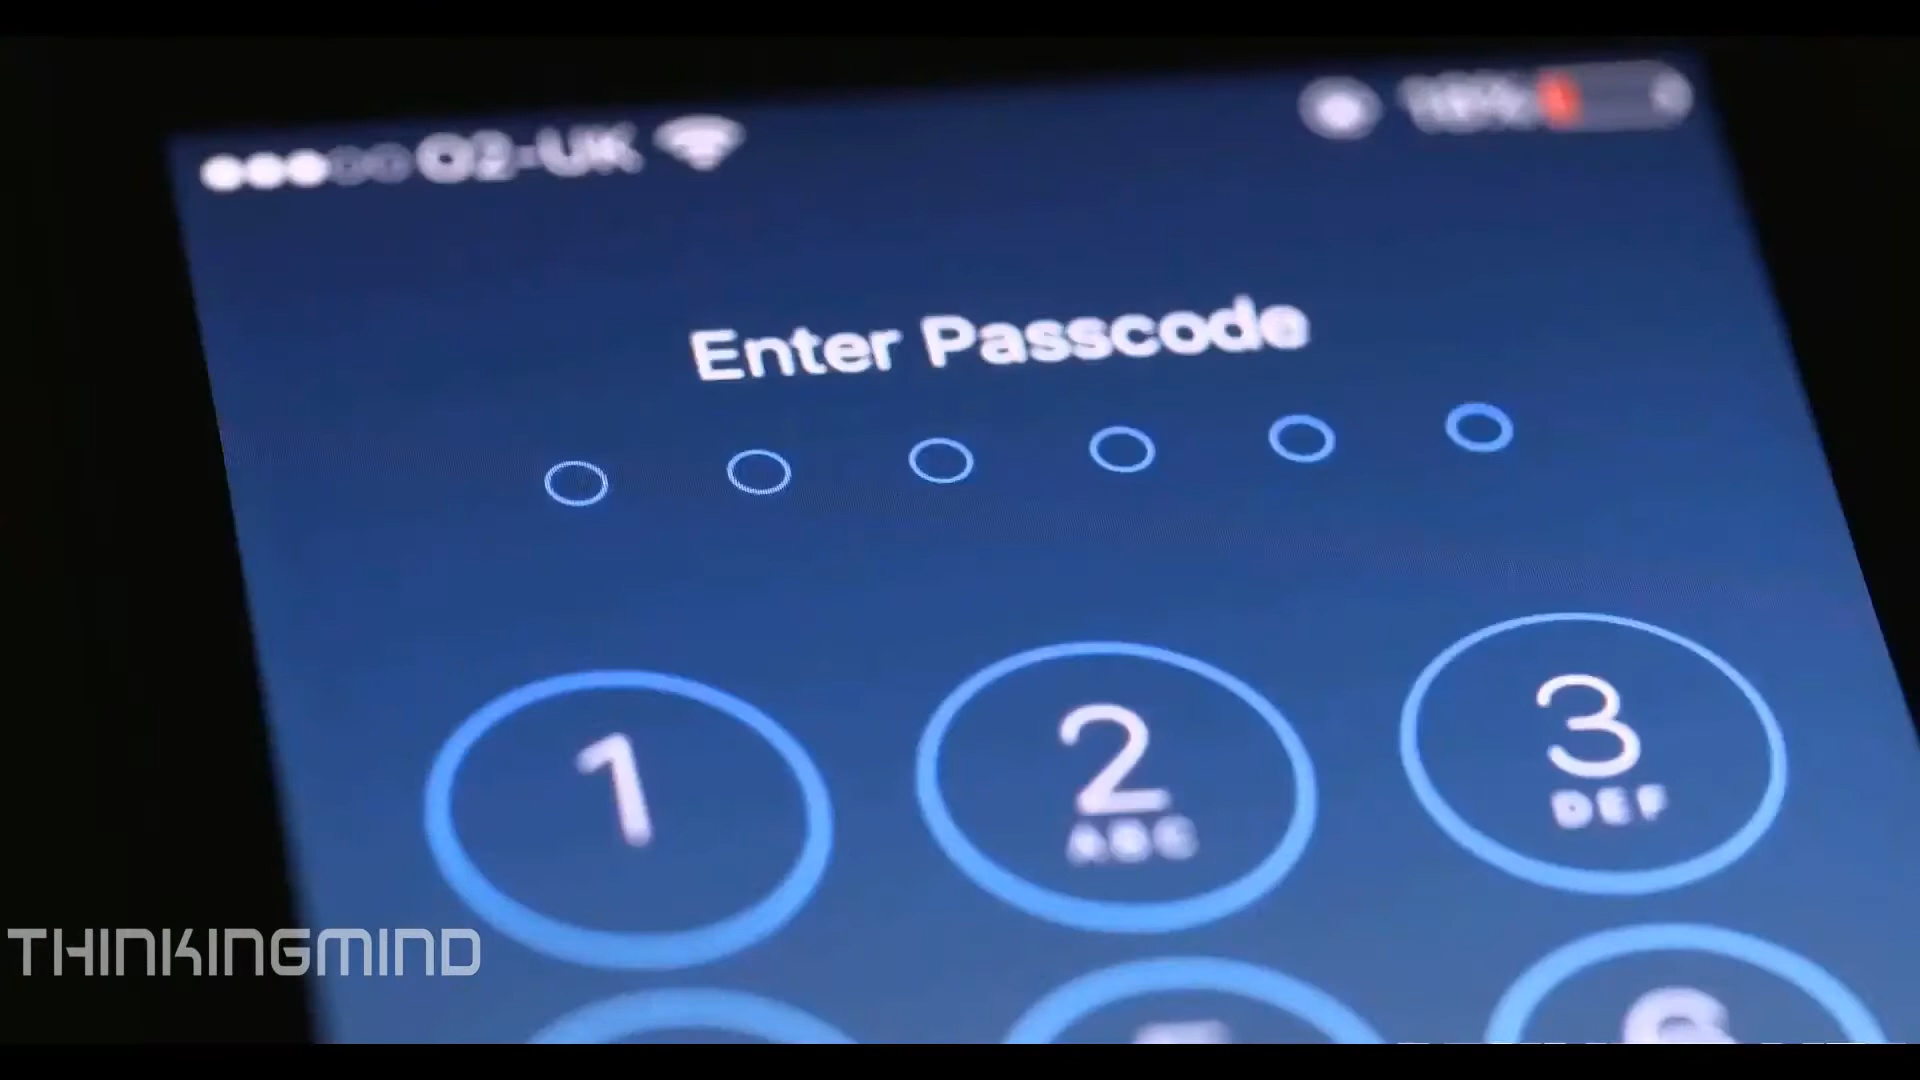 O2-UK
Enter Passcode
1
2
ABC
3
DEF
THINKINGMIND